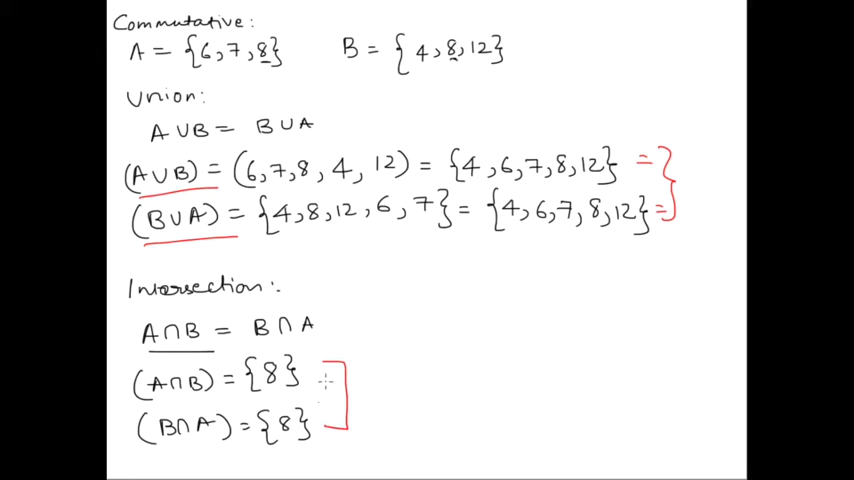 Commutative:
A = {6,7,8} B = {4,8,12}
Union:
A∪B = B∪A
(A∪B) = (6,7,8,4,12) = {4,6,7,8,12} =
(B∪A) = {4,8,12,6,7} = {4,6,7,8,12} =
Intersection:
A∩B = B∩A
(A∩B) = {8}
(B∩A) = {8}